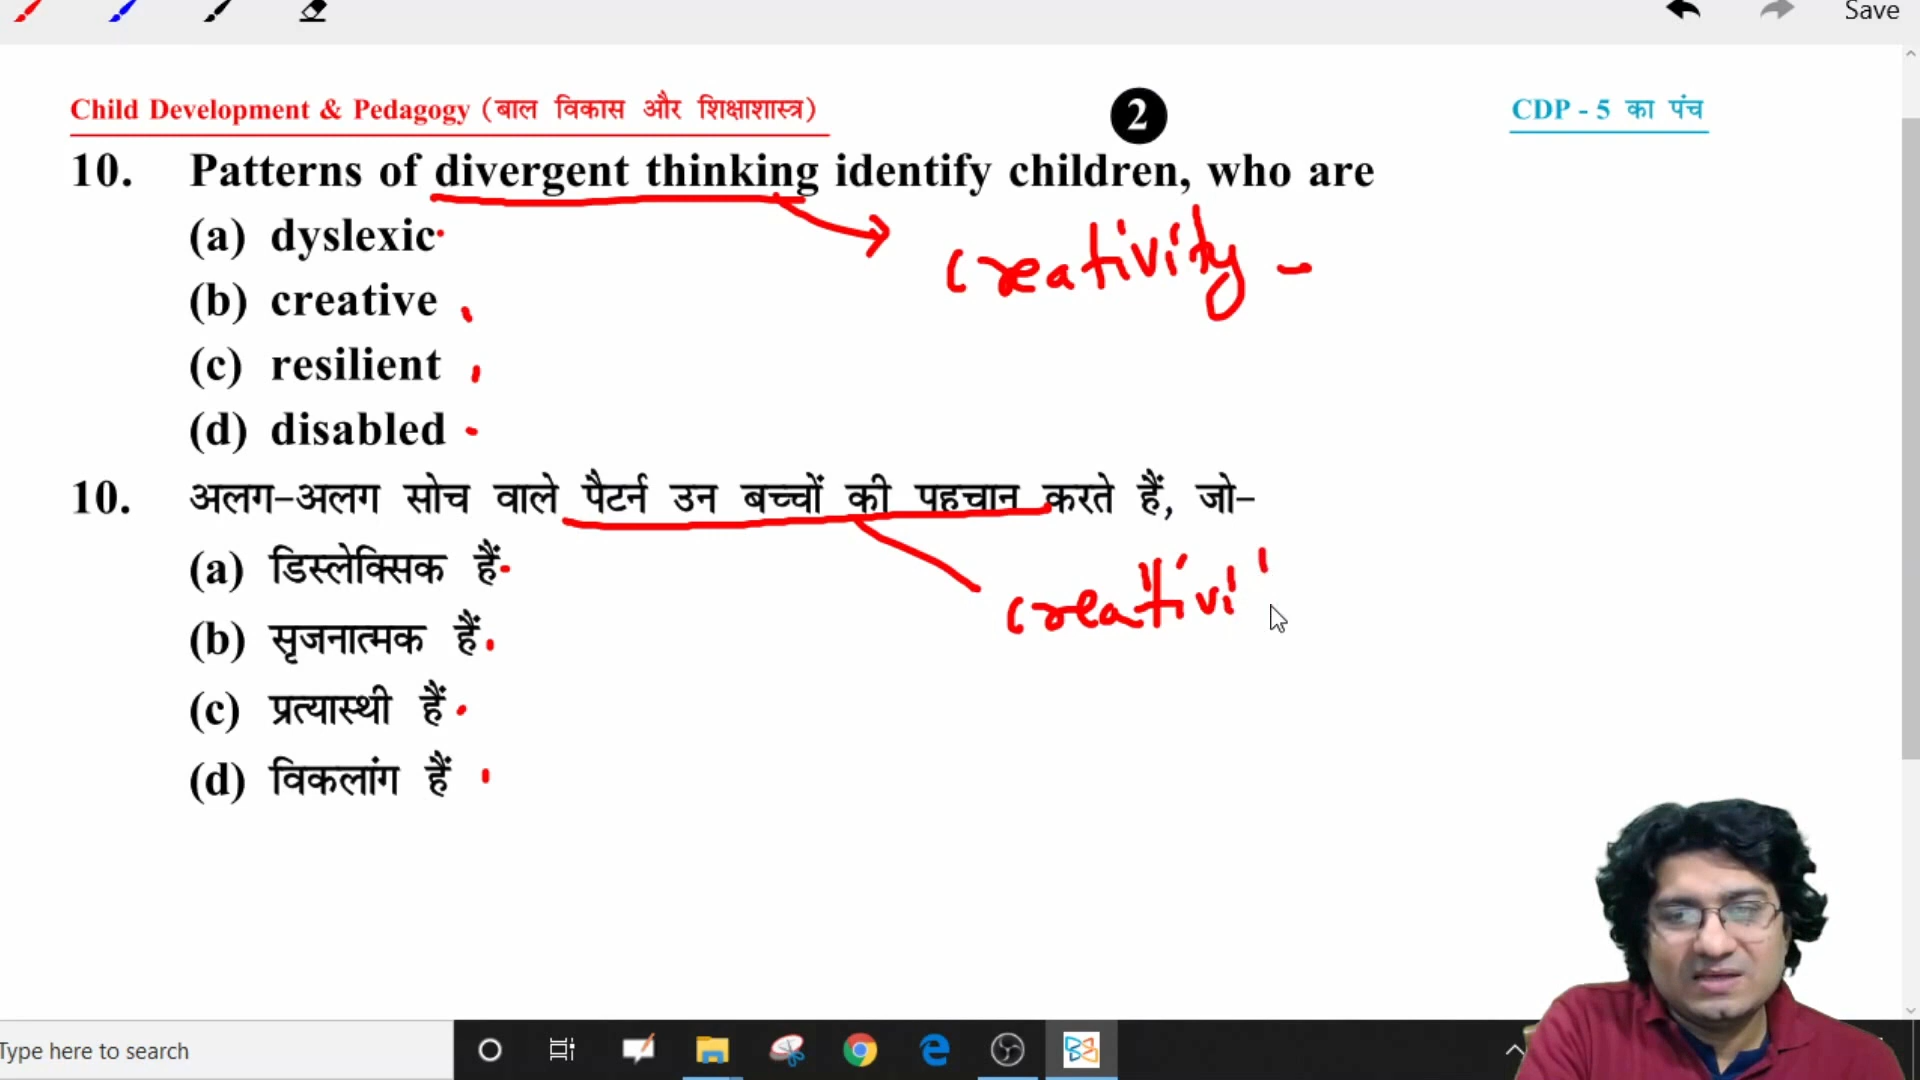 Save
Child Development & Pedagogy (बाल विकास और शिक्षाशास्त्र)
2
CDP - 5 का पंच
10. Patterns of divergent thinking identify children, who are
(a) dyslexic
creativity -
(b) creative
(c) resilient
(d) disabled
10. अलग-अलग सोच वाले पैटर्न उन बच्चों की पहचान करते हैं, जो-
(a) डिस्लेक्सिक हैं
creativi
(b) सृजनात्मक हैं
(c) प्रत्यास्थी हैं
(d) विकलांग हैं
Type here to search